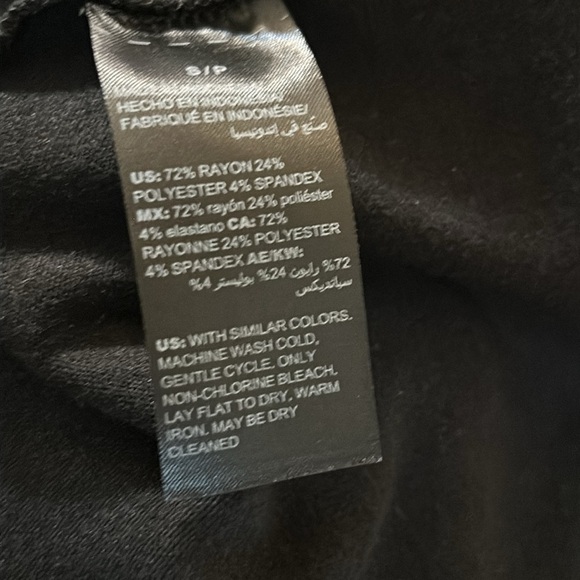 S/P
HECHO EN INDONESIA/
FABRIQUÉ EN INDONÉSIE/
صنع في إندونيسيا
US: 72% RAYON 24%
POLYESTER 4% SPANDEX
MX: 72% rayón 24% poliéster
4% elastano CA: 72%
RAYONNE 24% POLYESTER
4% SPANDEX AE/KW:
72% رايون 24% بوليستر 4%
سباندیکس
US: WITH SIMILAR COLORS.
MACHINE WASH COLD,
GENTLE CYCLE. ONLY
NON-CHLORINE BLEACH.
LAY FLAT TO DRY. WARM
IRON. MAY BE DRY
CLEANED